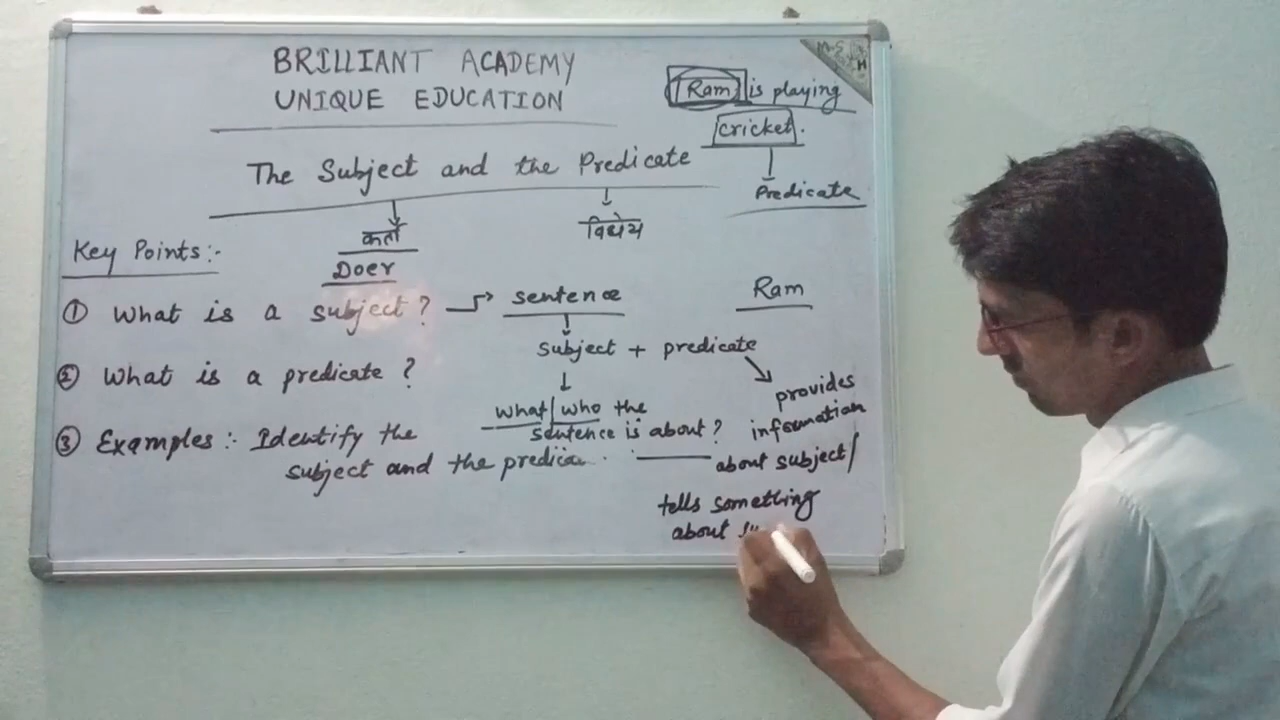 BRILLIANT ACADEMY
UNIQUE EDUCATION
Ram is playing
cricket.
Predicate
The Subject and the Predicate
कर्ता
विधेय
Doer
Key Points:-
① What is a subject?
sentence
Ram
subject + predicate
② What is a predicate?
What/who the
sentence is about?
provides
information
about subject/
③ Examples:- Identify the
subject and the
tells something
about